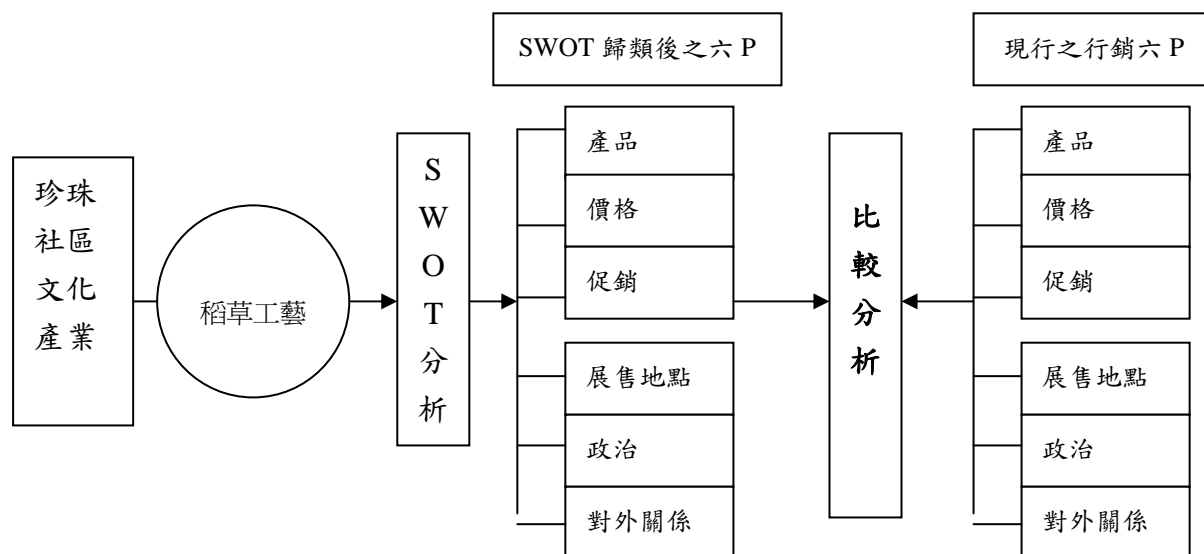 SWOT 歸類後之六 P
現行之行銷六 P
珍珠
社區
文化
產業
稻草工藝
S
W
O
T
分
析
產品
價格
促銷
展售地點
政治
對外關係
比
較
分
析
產品
價格
促銷
展售地點
政治
對外關係